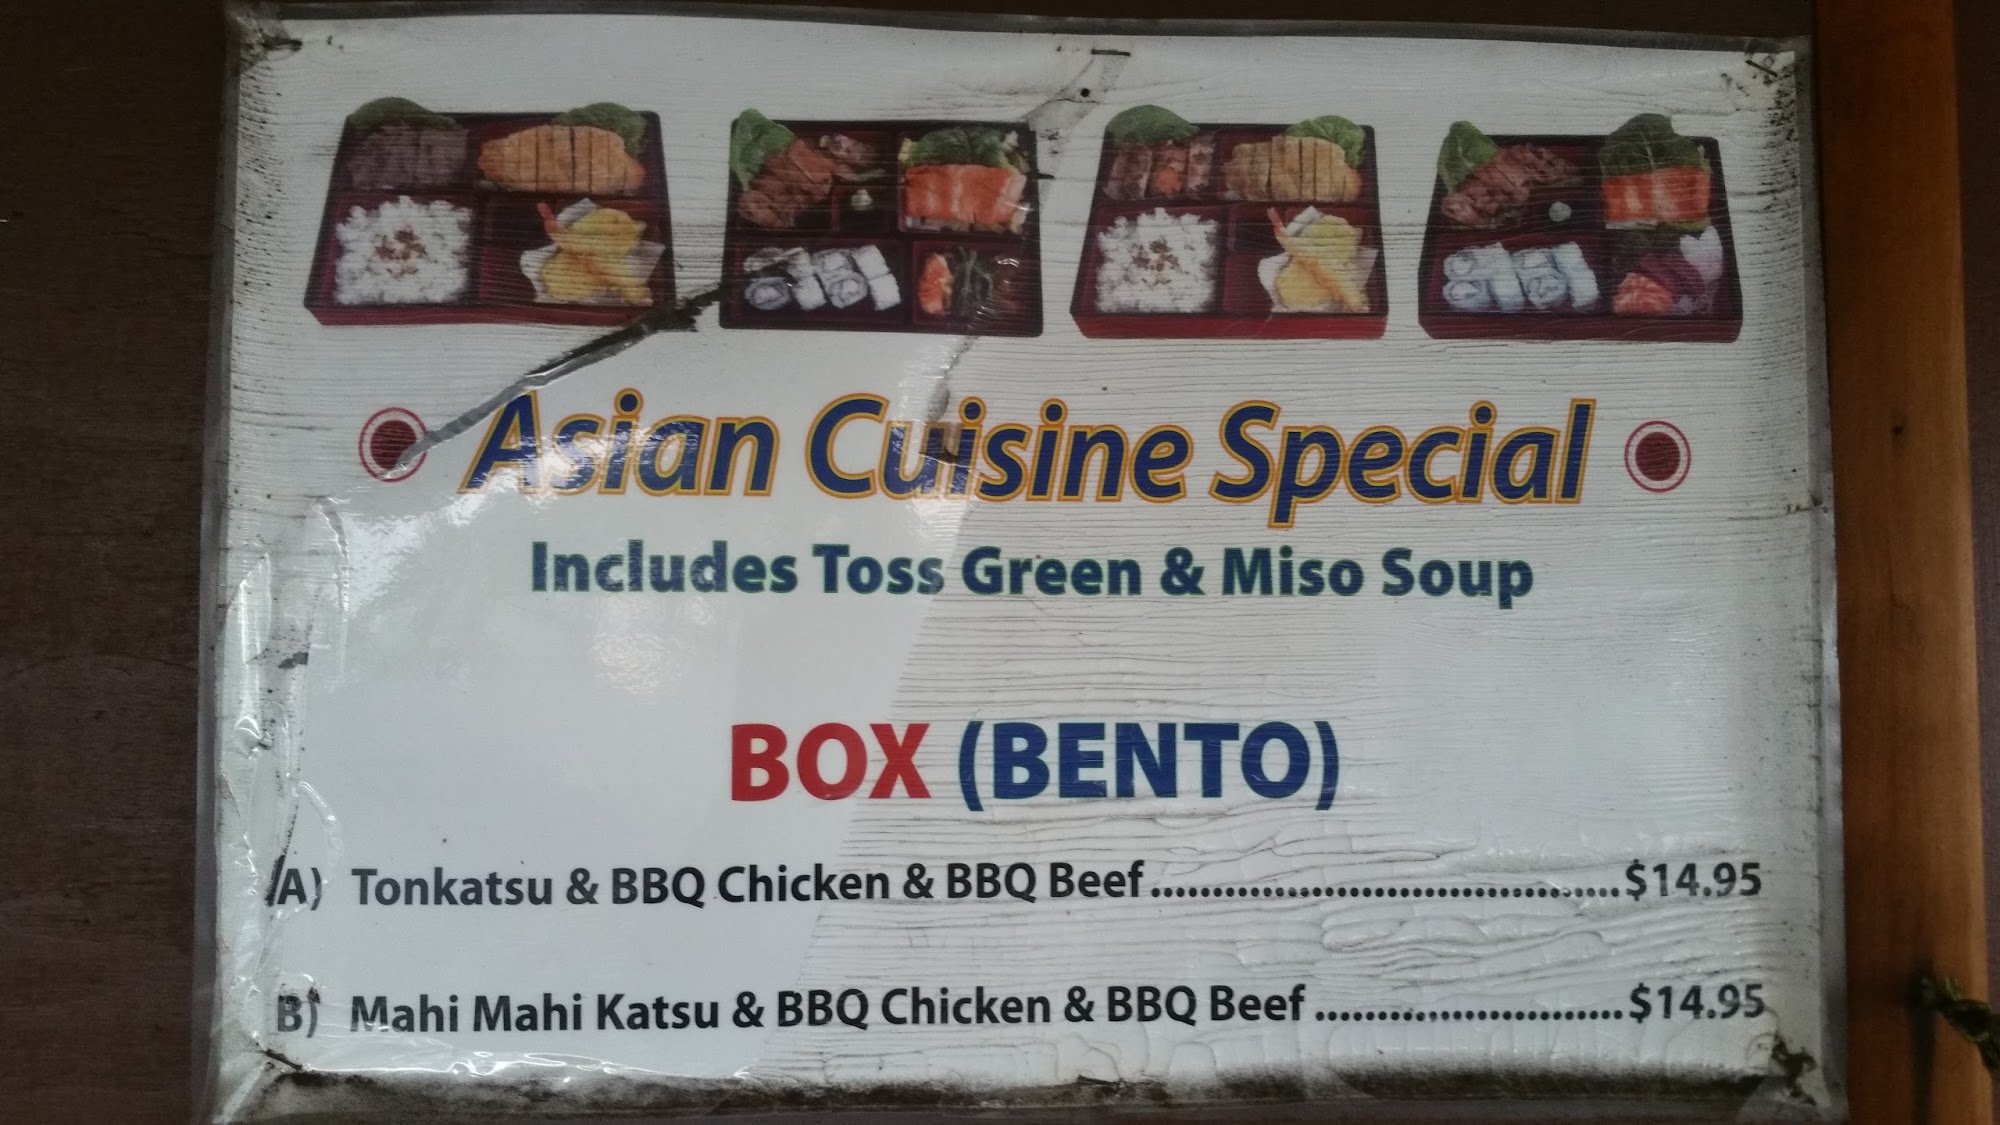 Asian Cuisine Special
Includes Toss Green & Miso Soup
BOX (BENTO)
A) Tonkatsu & BBQ Chicken & BBQ Beef.....................................$14.95
B) Mahi Mahi Katsu & BBQ Chicken & BBQ Beef ........................$14.95